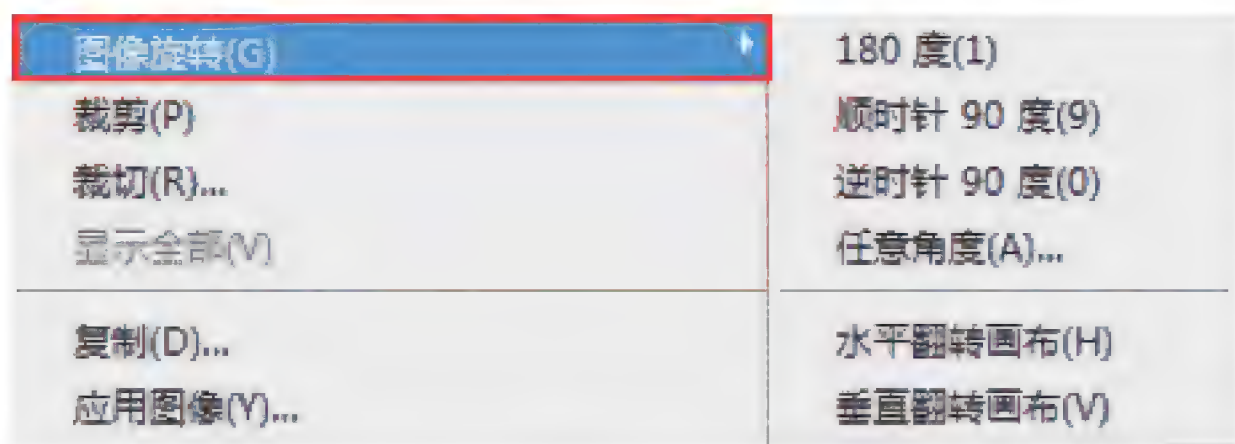 图像旋转(G)
裁剪(P)
裁切(R)...
显示全部(V)
复制(D)...
应用图像(Y)...
180 度(1)
顺时针 90 度(9)
逆时针 90 度(0)
任意角度(A)...
水平翻转画布(H)
垂直翻转画布(V)